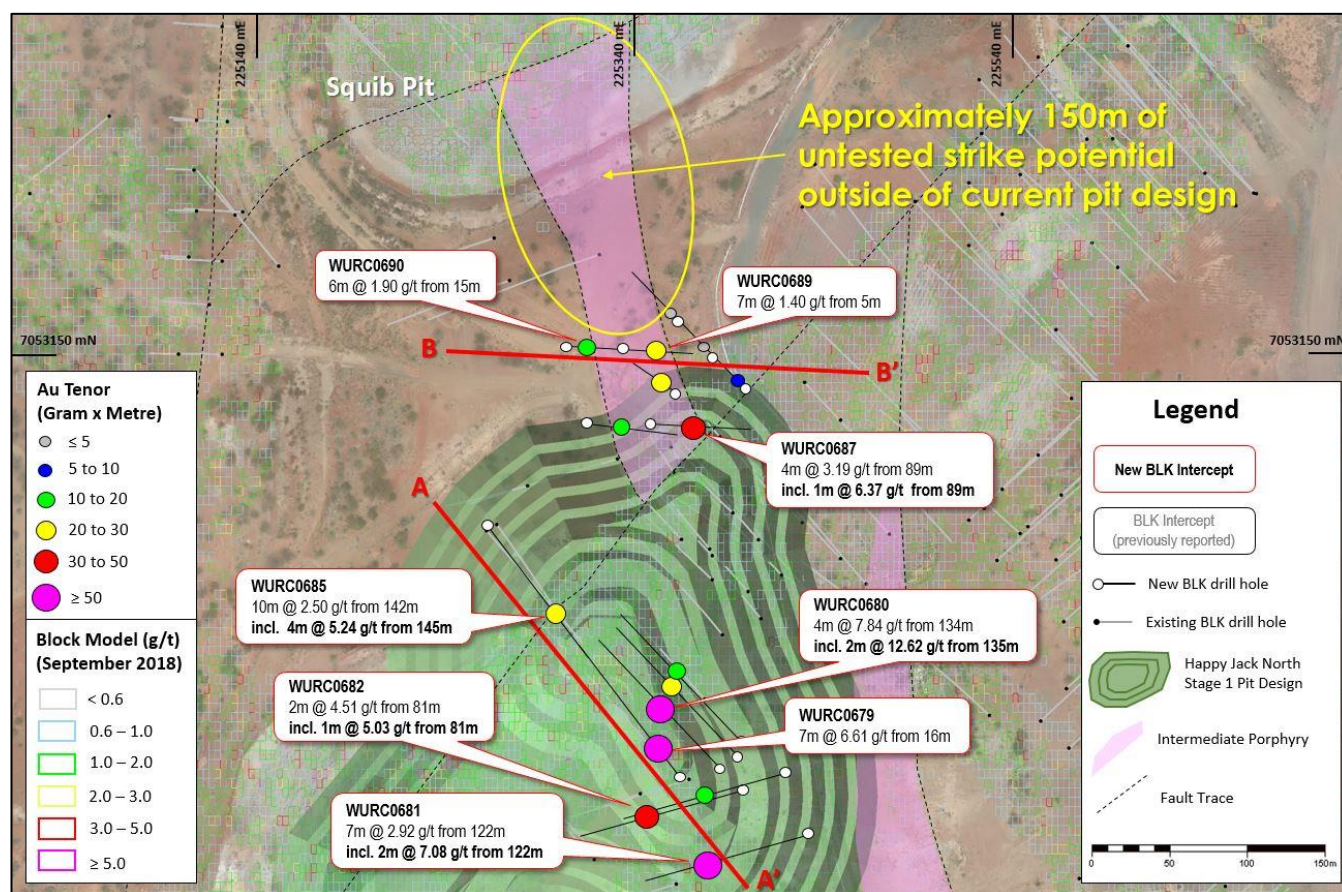 225140 mE
225340 mE
225540 mE
Squib Pit
Approximately 150m of
untested strike potential
outside of current pit design
WURC0690
6m @ 1.90 g/t from 15m
WURC0689
7m @ 1.40 g/t from 5m
7053150 mN
7053150 mN
B
B'
Au Tenor
(Gram x Metre)
≤ 5
5 to 10
10 to 20
20 to 30
30 to 50
≥ 50
Block Model (g/t)
(September 2018)
< 0.6
0.6 – 1.0
1.0 – 2.0
2.0 – 3.0
3.0 – 5.0
≥ 5.0
WURC0687
4m @ 3.19 g/t from 89m
incl. 1m @ 6.37 g/t from 89m
A
WURC0685
10m @ 2.50 g/t from 142m
incl. 4m @ 5.24 g/t from 145m
WURC0680
4m @ 7.84 g/t from 134m
incl. 2m @ 12.62 g/t from 135m
WURC0682
2m @ 4.51 g/t from 81m
incl. 1m @ 5.03 g/t from 81m
WURC0679
7m @ 6.61 g/t from 16m
WURC0681
7m @ 2.92 g/t from 122m
incl. 2m @ 7.08 g/t from 122m
A'
Legend
New BLK Intercept
BLK Intercept
(previously reported)
New BLK drill hole
Existing BLK drill hole
Happy Jack North
Stage 1 Pit Design
Intermediate Porphyry
Fault Trace
0 50 100 150m